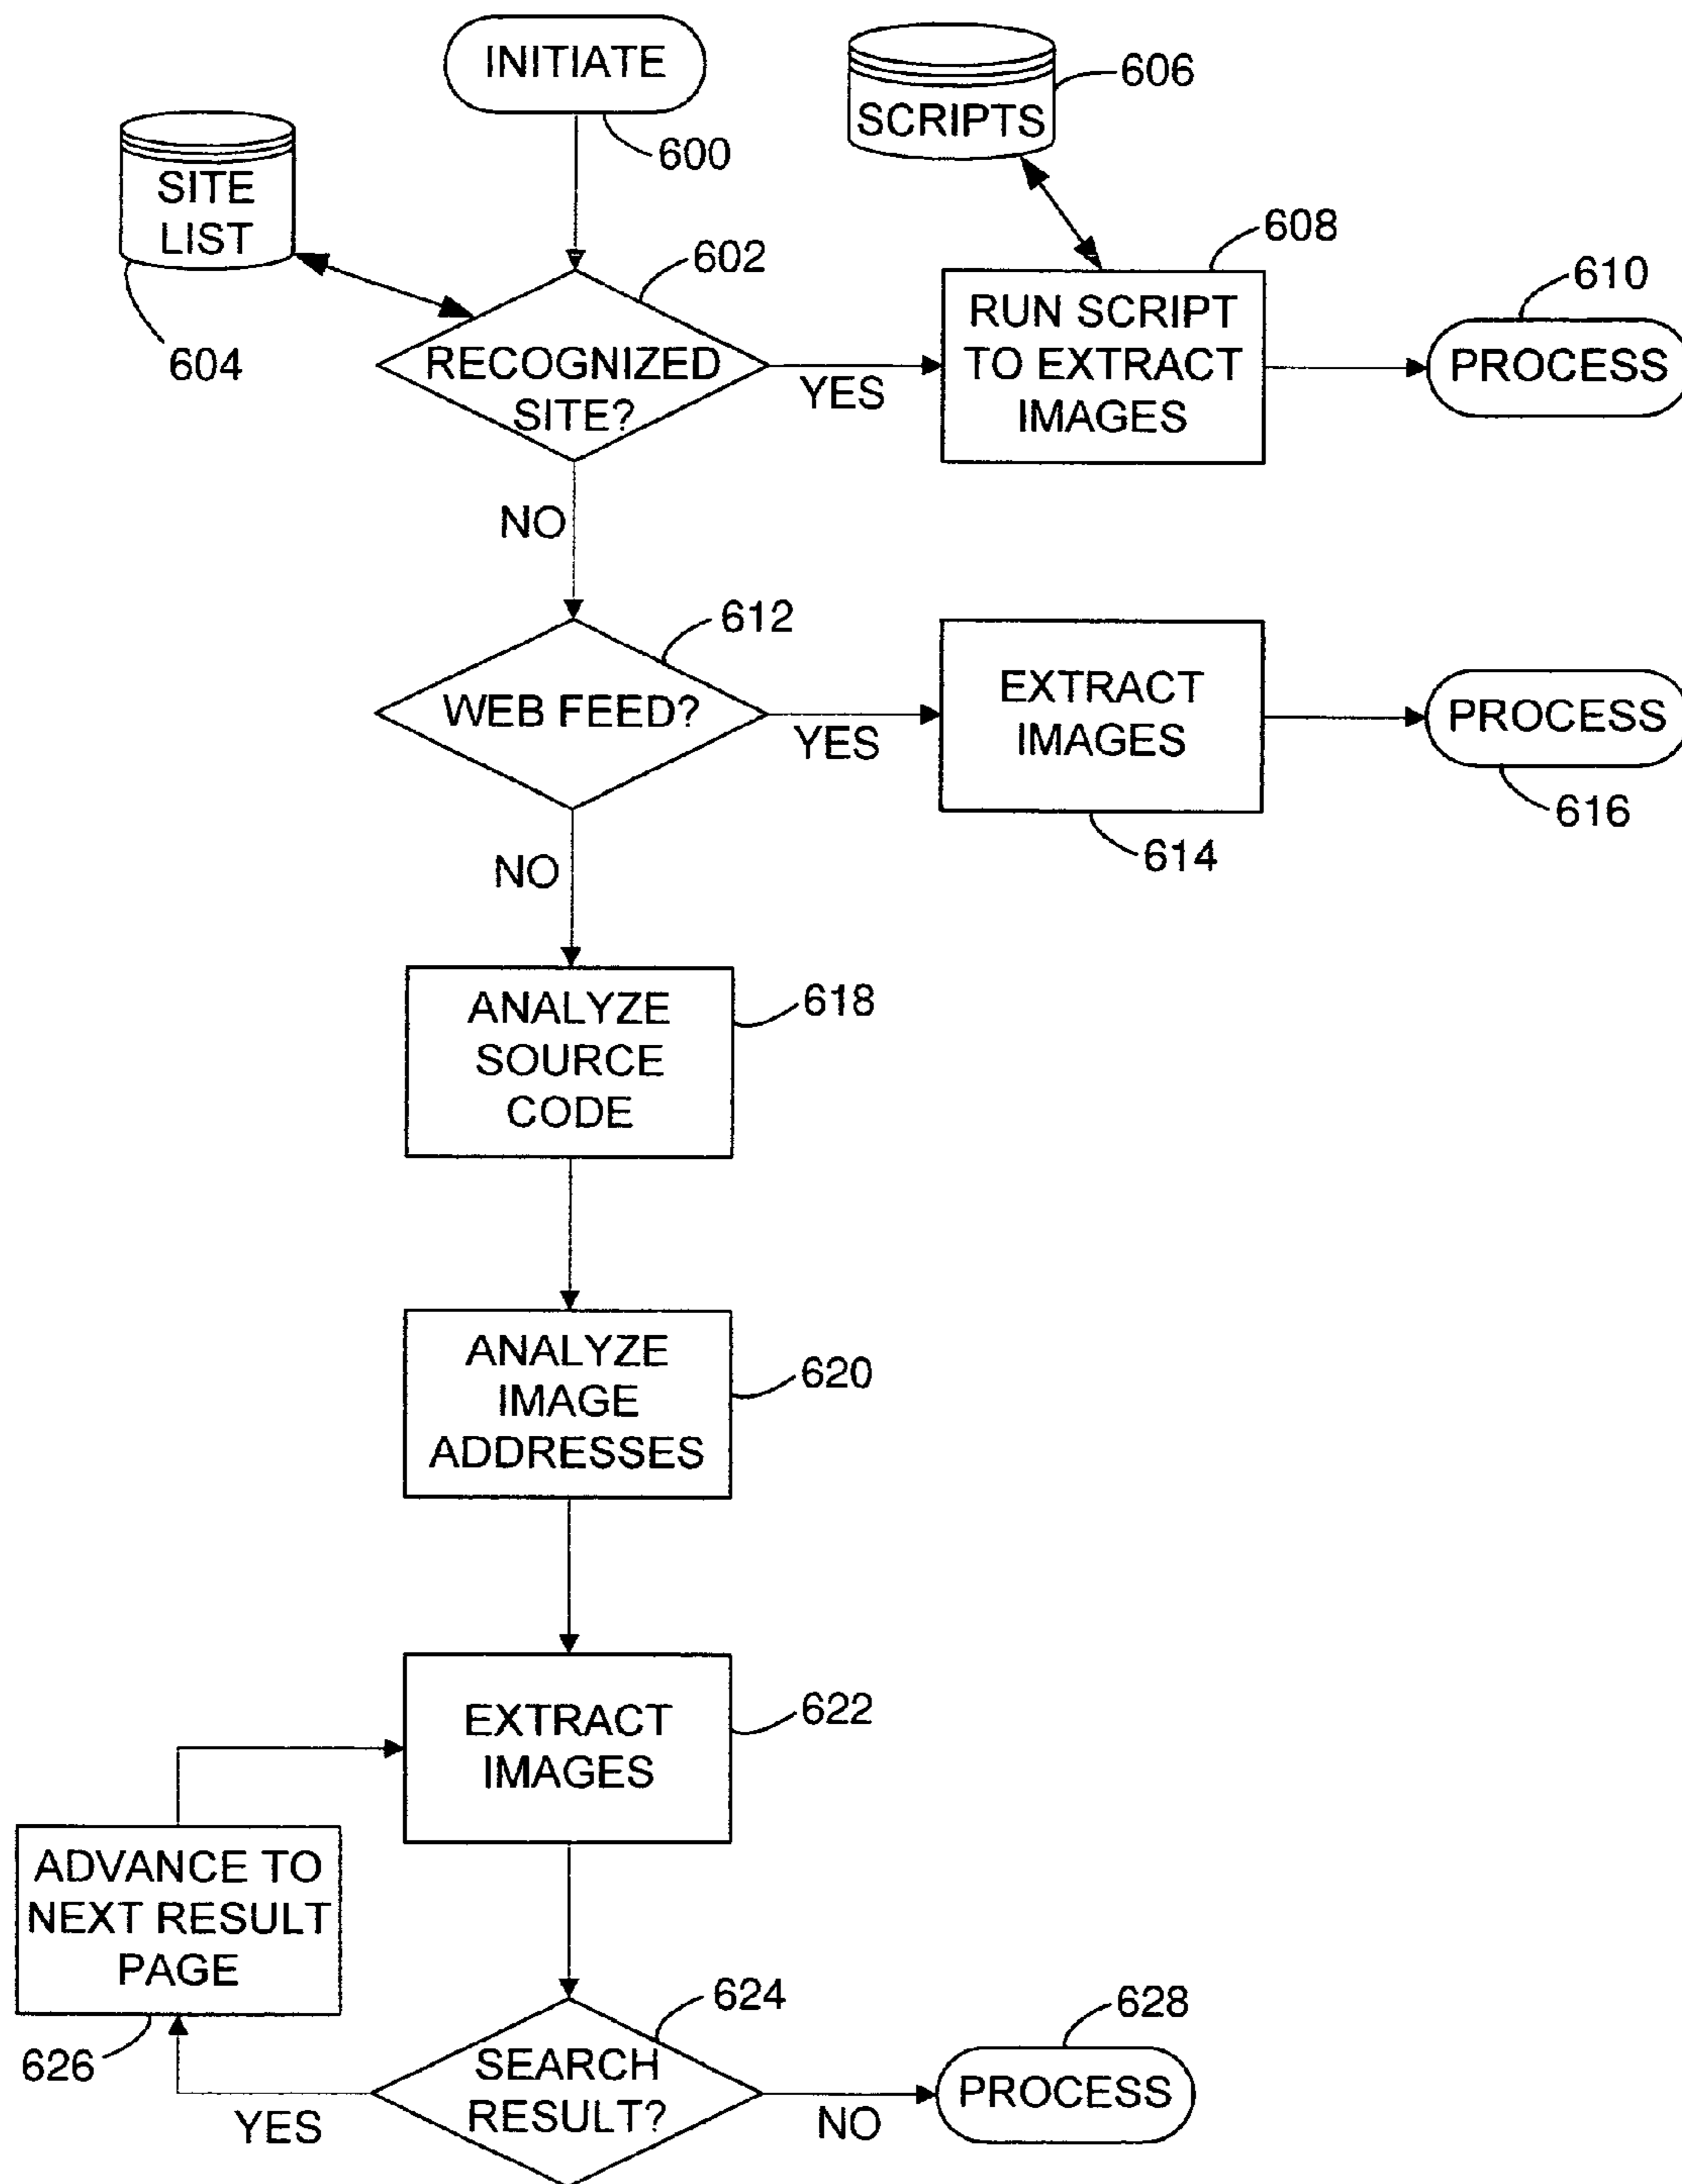 INITIATE
600
SCRIPTS
606
SITE
LIST
604
602
RECOGNIZED
SITE?
YES
608
RUN SCRIPT
TO EXTRACT
IMAGES
610
PROCESS
NO
612
WEB FEED?
YES
EXTRACT
IMAGES
614
PROCESS
616
NO
ANALYZE
SOURCE
CODE
618
ANALYZE
IMAGE
ADDRESSES
620
EXTRACT
IMAGES
622
ADVANCE TO
NEXT RESULT
PAGE
626
624
SEARCH
RESULT?
YES
NO
628
PROCESS